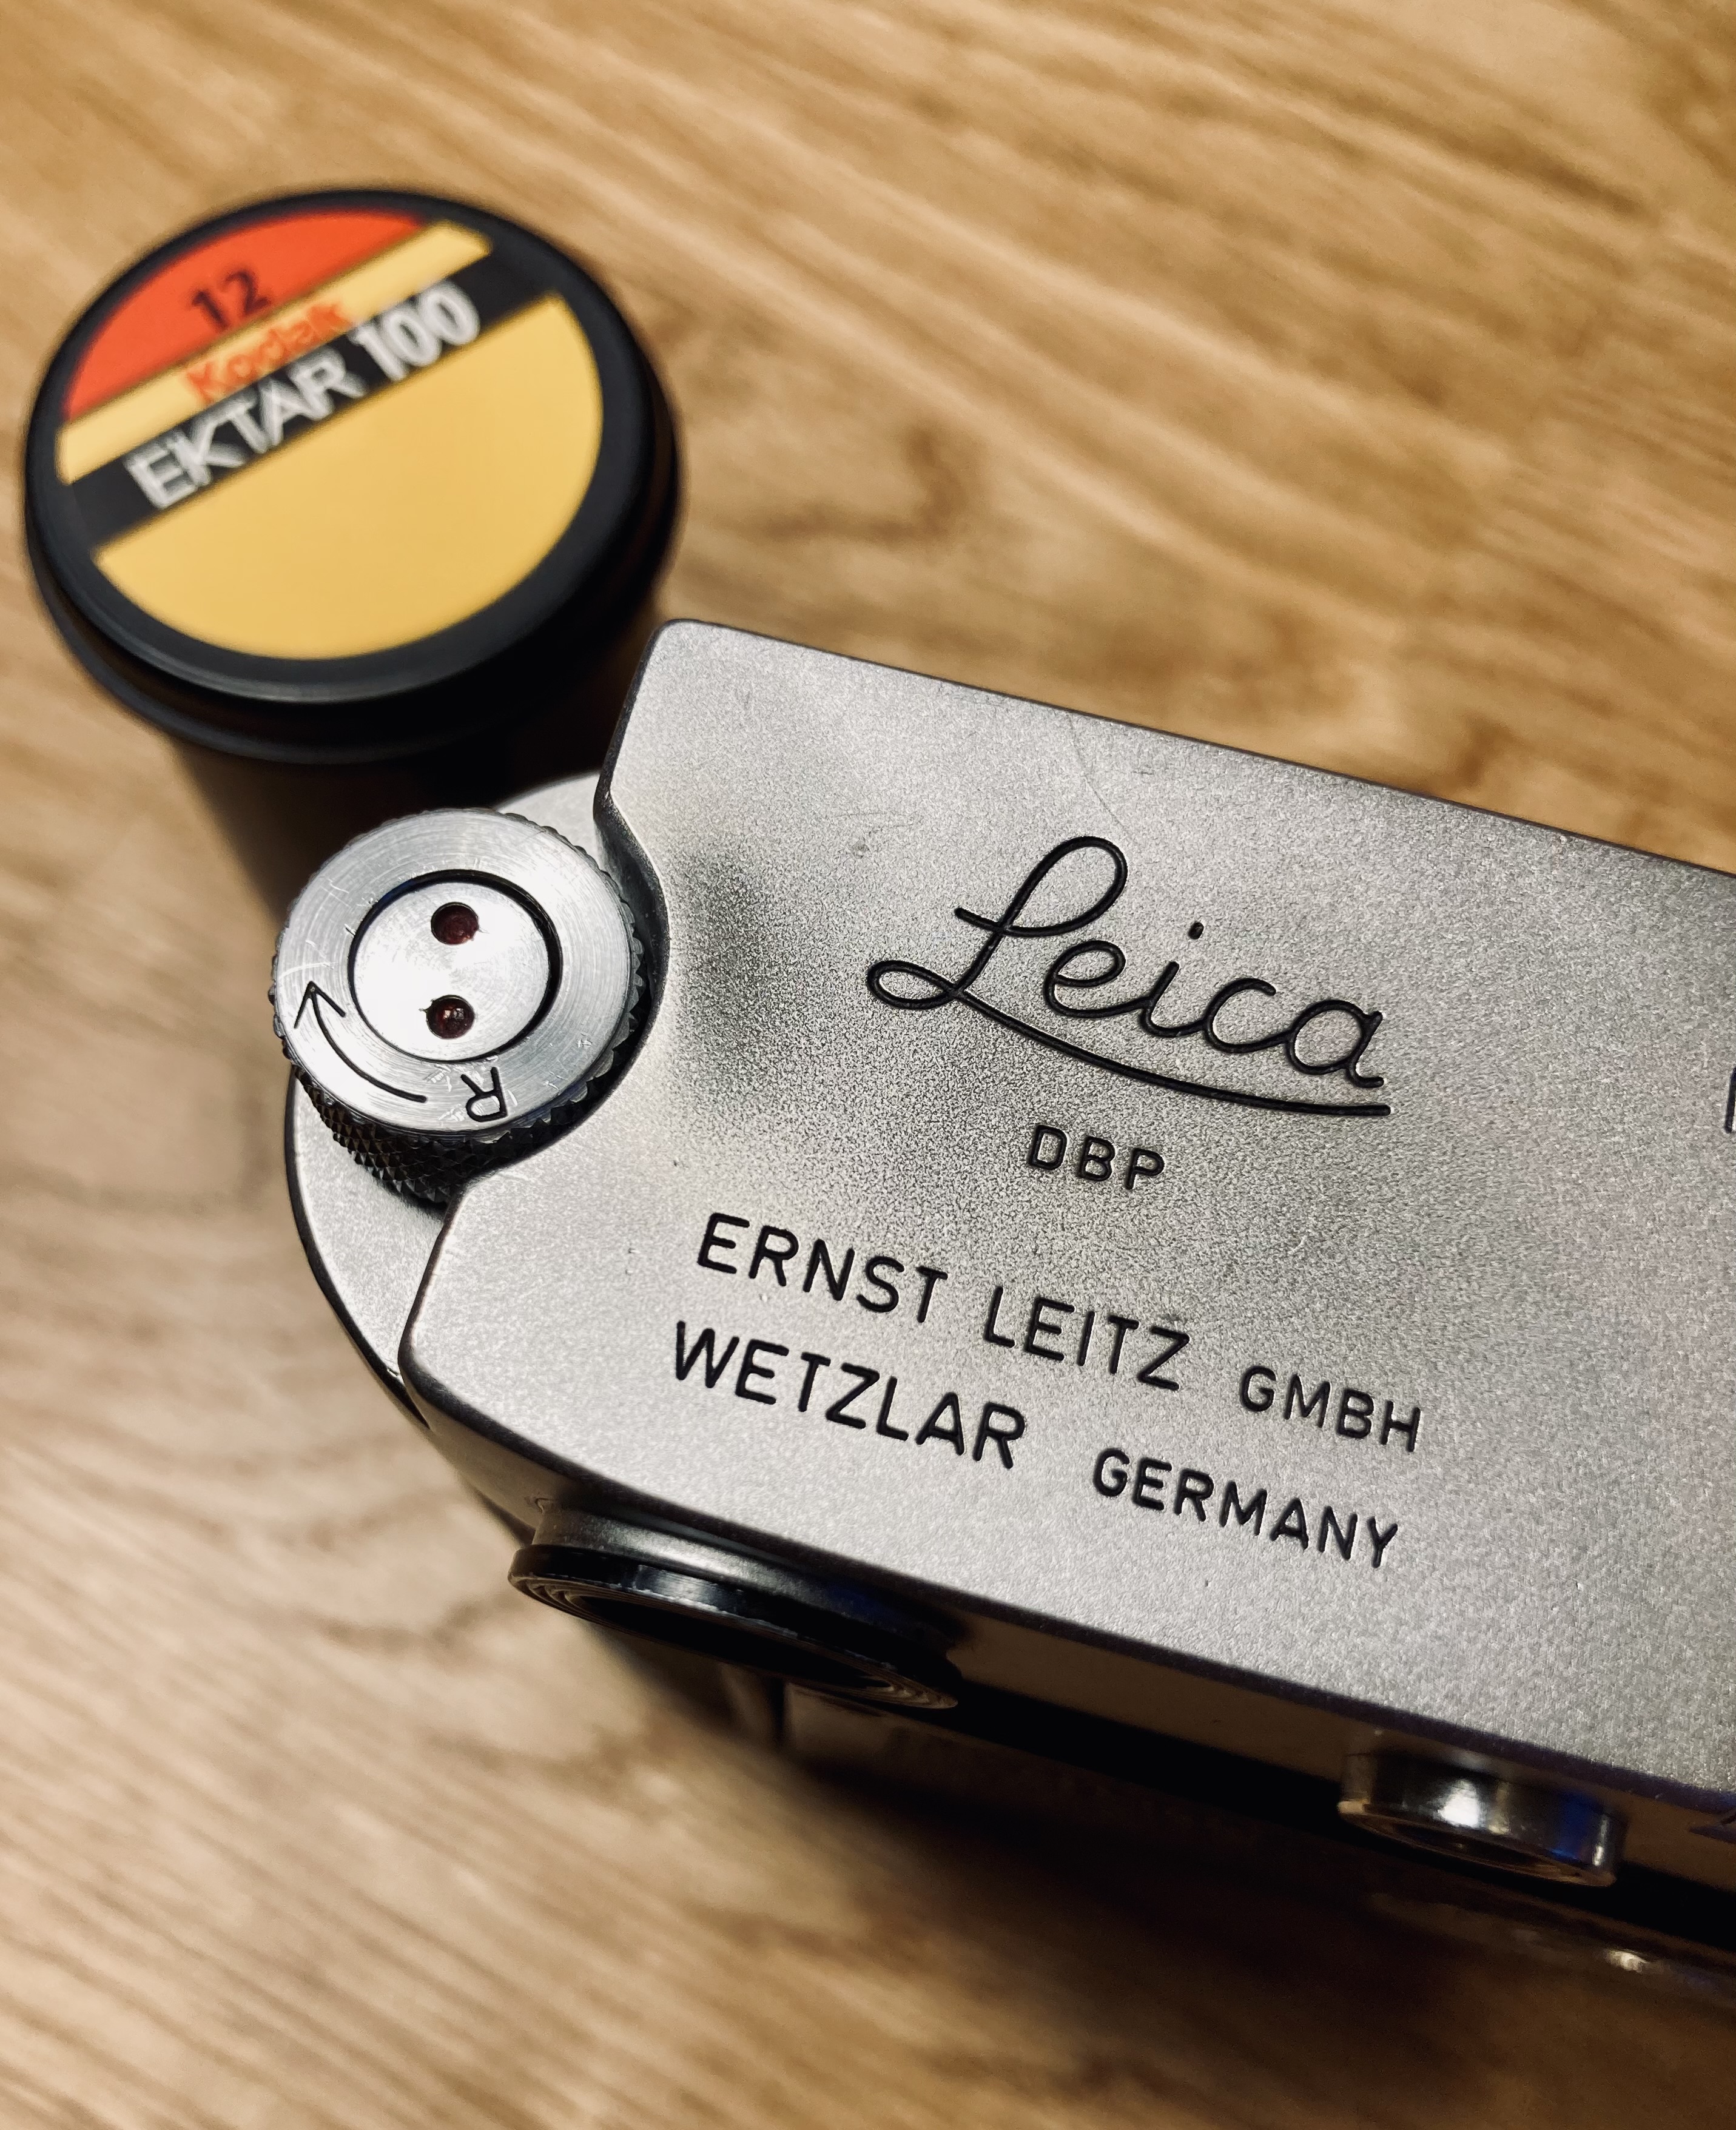 12
Kodak
EKTAR 100
R
Leica
DBP
ERNST LEITZ GMBH
WETZLAR GERMANY